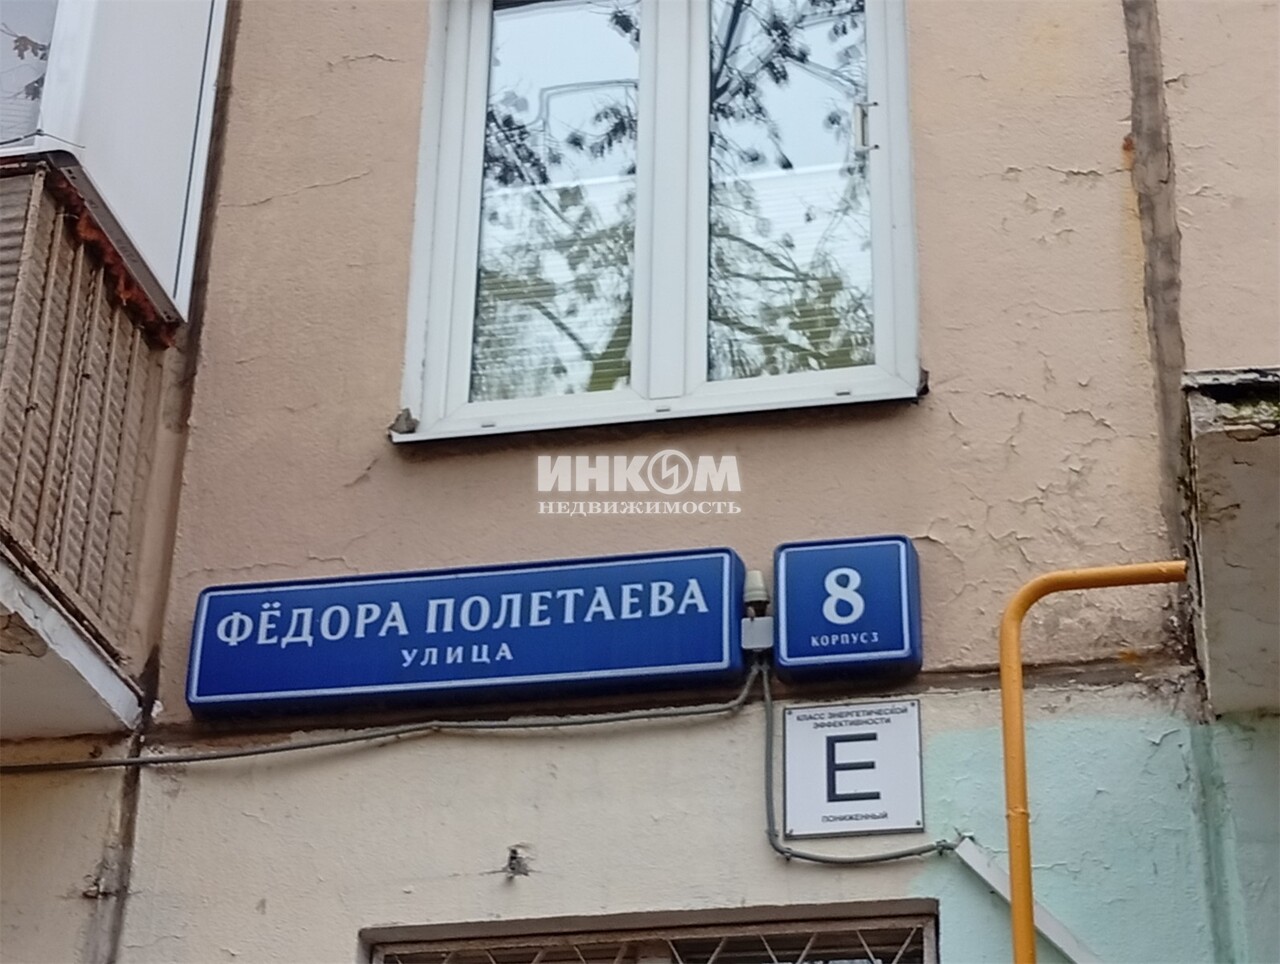 ИНКОМ
НЕДВИЖИМОСТЬ
ФЁДОРА ПОЛЕТАЕВА
УЛИЦА
8
КОРПУС 3
КЛАСС ЭНЕРГЕТИЧЕСКОЙ
ЭФФЕКТИВНОСТИ
E
ПОНИЖЕННЫЙ